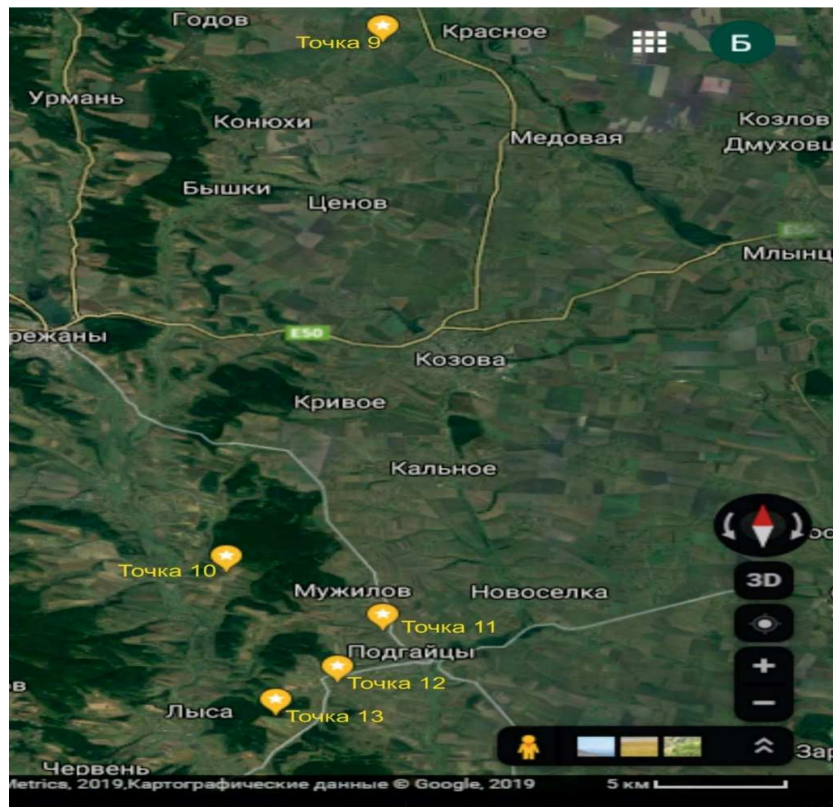 Годов
Красное
Точка 9
Б
Урмань
Конюхи
Козлов
Медовая
Дмуховц
Бышки
Ценов
E50
Млынц
E50
режаны
Козова
Кривое
Кальное
Точка 10
3D
Мужилов
Новоселка
Точка 11
Подгайцы
Точка 12
Лыса
Точка 13
Червень
Зар
Metrics, 2019,Картографические данные © Google, 2019
5 км